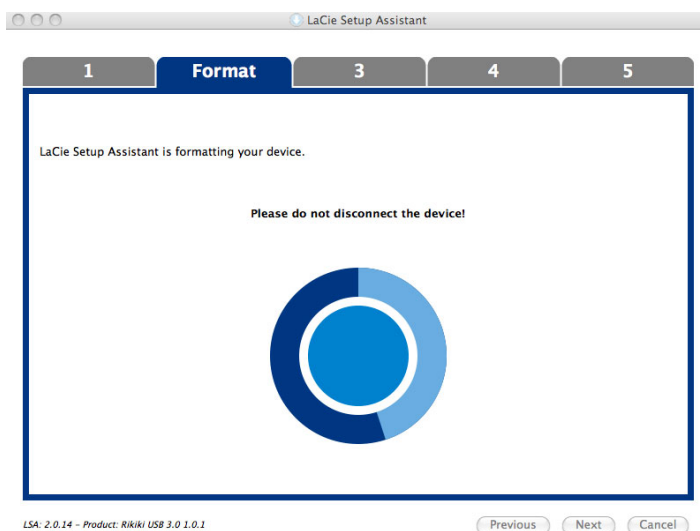 LaCie Setup Assistant
1 Format 3 4 5
LaCie Setup Assistant is formatting your device.
Please do not disconnect the device!
LSA: 2.0.14 – Product: Rikiki USB 3.0 1.0.1
Previous Next Cancel